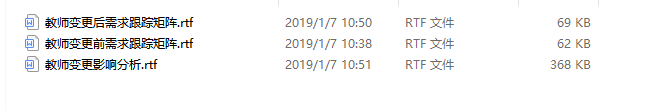 教师变更后需求跟踪矩阵.rtf 2019/1/7 10:50 RTF 文件 69 KB
教师变更前需求跟踪矩阵.rtf 2019/1/7 10:38 RTF 文件 62 KB
教师变更影响分析.rtf 2019/1/7 10:51 RTF 文件 368 KB